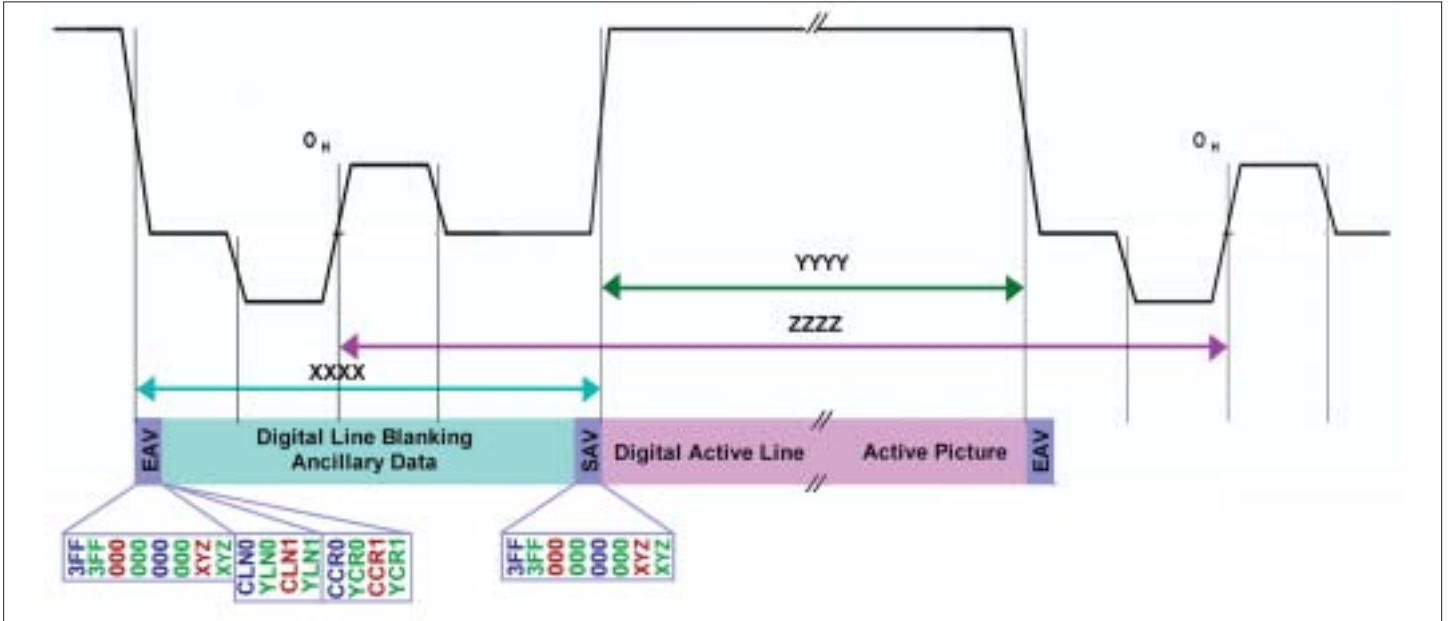 O H
O H
YYYY
ZZZZ
XXXX
EAV
Digital Line Blanking
Ancillary Data
SAV
Digital Active Line
Active Picture
EAV
3FF
3FF
000
000
000
000
XYZ
XYZ
CLN0
YLN0
CLN1
YLN1
CCR0
YCR0
CCR1
YCR1
3FF
3FF
000
000
000
000
XYZ
XYZ